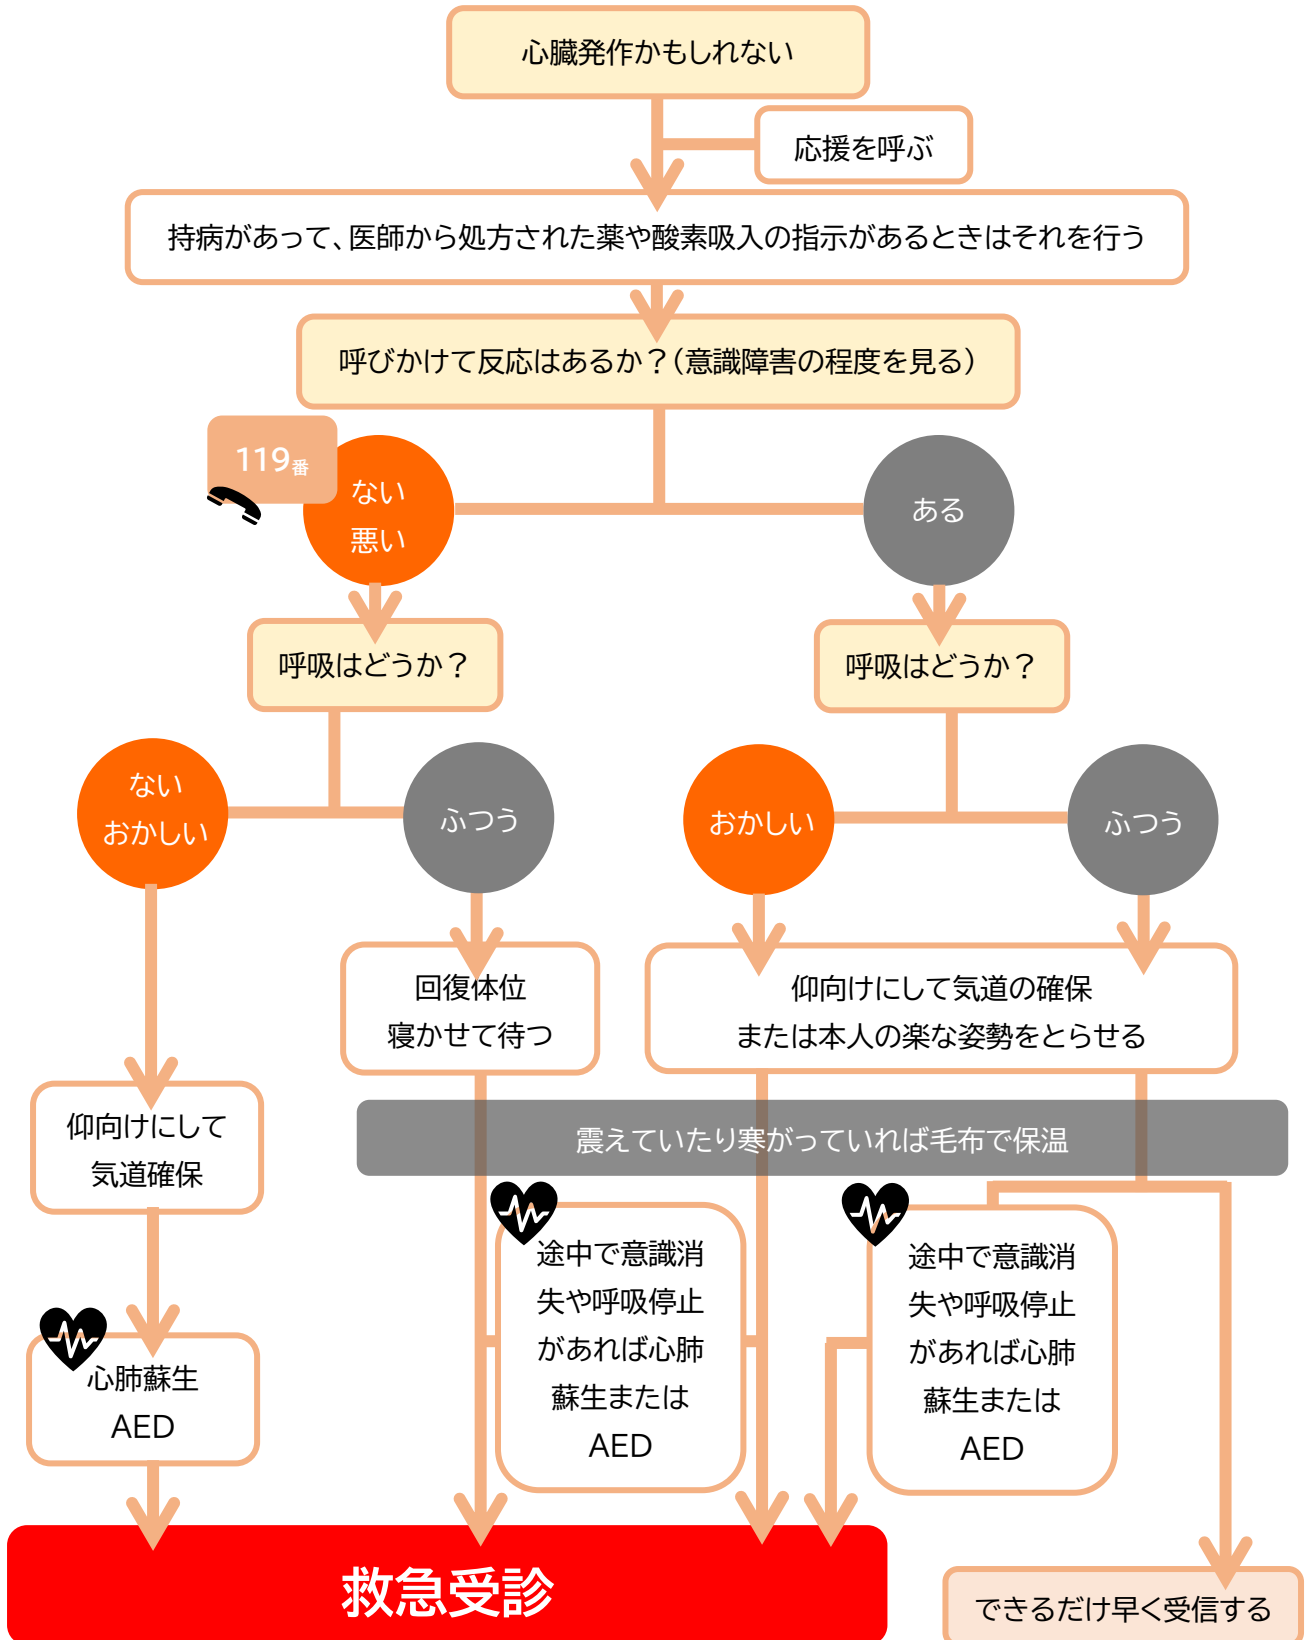 心臓発作かもしれない
応援を呼ぶ
持病があって、医師から処方された薬や酸素吸入の指示があるときはそれを行う
呼びかけて反応はあるか？（意識障害の程度を見る）
119番
ない
悪い
ある
呼吸はどうか？
呼吸はどうか？
ない
おかしい
ふつう
おかしい
ふつう
回復体位
寝かせて待つ
仰向けにして気道の確保
または本人の楽な姿勢をとらせる
仰向けにして
気道確保
震えていたり寒がっていれば毛布で保温
途中で意識消
失や呼吸停止
があれば心肺
蘇生または
AED
途中で意識消
失や呼吸停止
があれば心肺
蘇生または
AED
心肺蘇生
AED
救急受診
できるだけ早く受信する